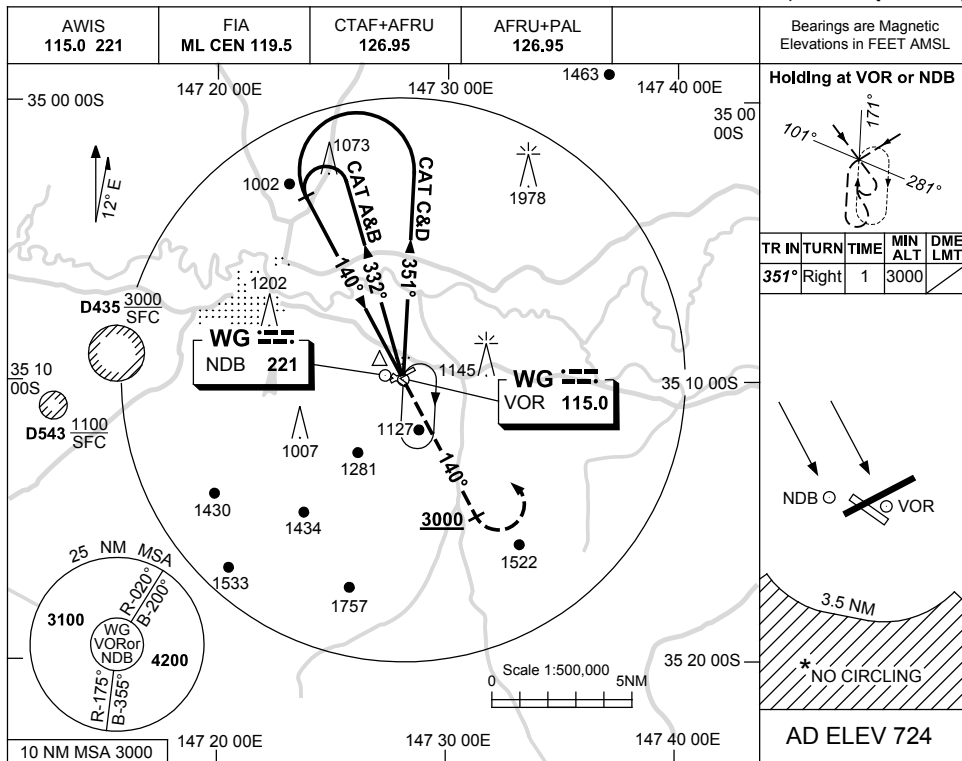 AWIS
115.0 221
FIA
ML CEN 119.5
CTAF+AFRU
126.95
AFRU+PAL
126.95
Bearings are Magnetic
Elevations in FEET AMSL
147 20 00E
147 30 00E
1463
147 40 00E
35 00 00S
35 00
00S
12° E
1073
1002
1978
CAT A&B
CAT C&D
140°
332°
351°
D435 3000
SFC
1202
WG
NDB 221
1145
WG
VOR 115.0
35 10
00S
35 10 00S
D543 1100
SFC
1007
1127
1281
140°
1430
1434
3000
1522
1533
1757
25 NM MSA
R-020°
B-200°
3100
WG
VORor
NDB
4200
R-175°
B-355°
Scale 1:500,000
0
5NM
35 20 00S
10 NM MSA 3000
147 20 00E
147 30 00E
147 40 00E
Holding at VOR or NDB
171°
101°
281°
TR IN TURN TIME MIN ALT DME LMT
351° Right 1 3000
NDB
VOR
3.5 NM
*NO CIRCLING
AD ELEV 724